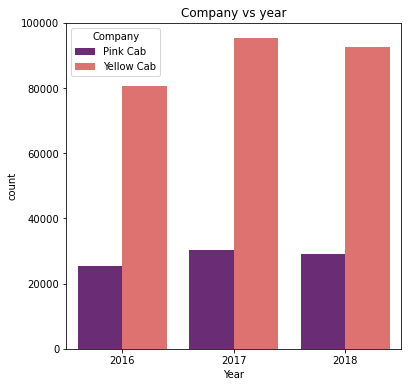 Company vs year
Company
Pink Cab
Yellow Cab
100000
80000
60000
40000
20000
0
count
2016 2017 2018
Year